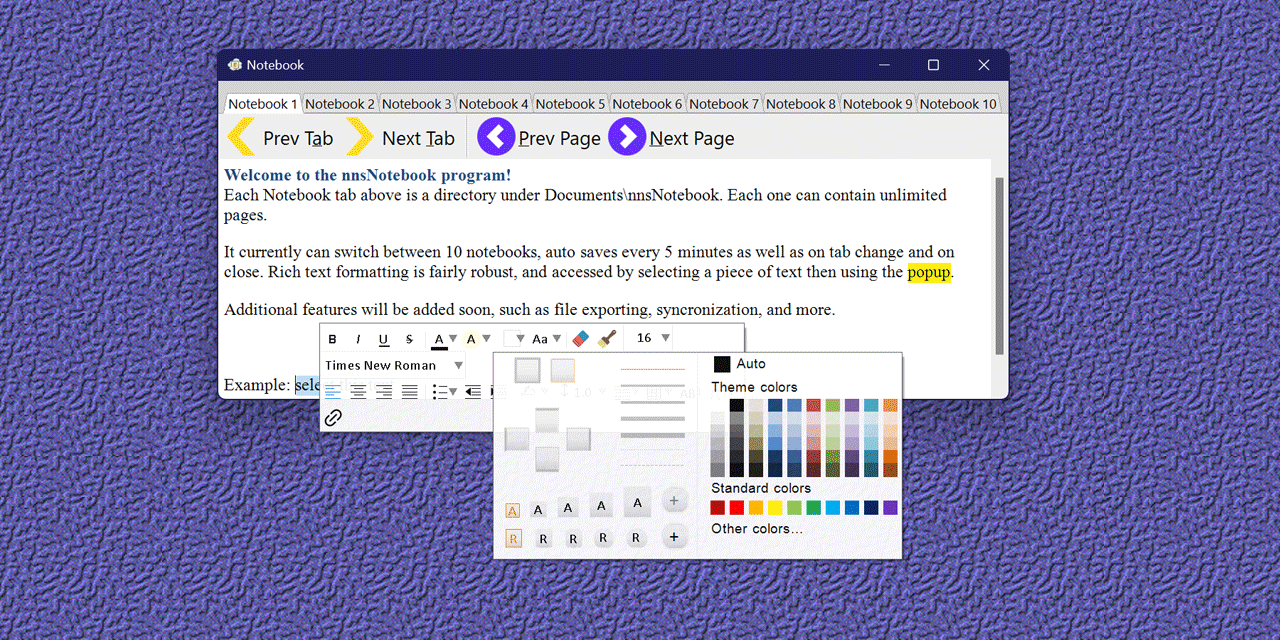 Notebook
Notebook 1 Notebook 2 Notebook 3 Notebook 4 Notebook 5 Notebook 6 Notebook 7 Notebook 8 Notebook 9 Notebook 10
Prev Tab Next Tab Prev Page Next Page
Welcome to the nnsNotebook program!
Each Notebook tab above is a directory under Documents\nnsNotebook. Each one can contain unlimited
pages.
It currently can switch between 10 notebooks, auto saves every 5 minutes as well as on tab change and on
close. Rich text formatting is fairly robust, and accessed by selecting a piece of text then using the popup.
Additional features will be added soon, such as file exporting, syncronization, and more.
B I U S A A Aa 16
Times New Roman
Example: sele
1.0 AB
Auto
Theme colors
Standard colors
A A A A A +
Other colors...
R R R R R +